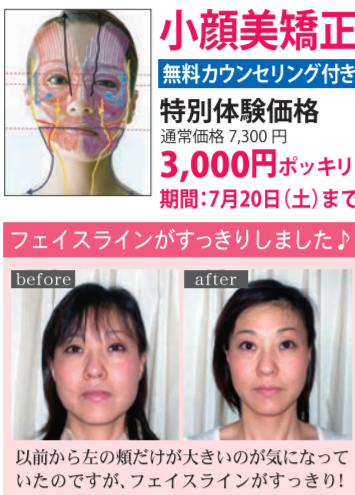 小顔美矯正
無料カウンセリング付き
特別体験価格
通常価格 7,300 円
3,000円ポッキリ
期間：7月20日（土）まで
フェイスラインがすっきりしました♪
before
after
以前から左の頬だけが大きいのが気になって
いたのですが、フェイスラインがすっきり!